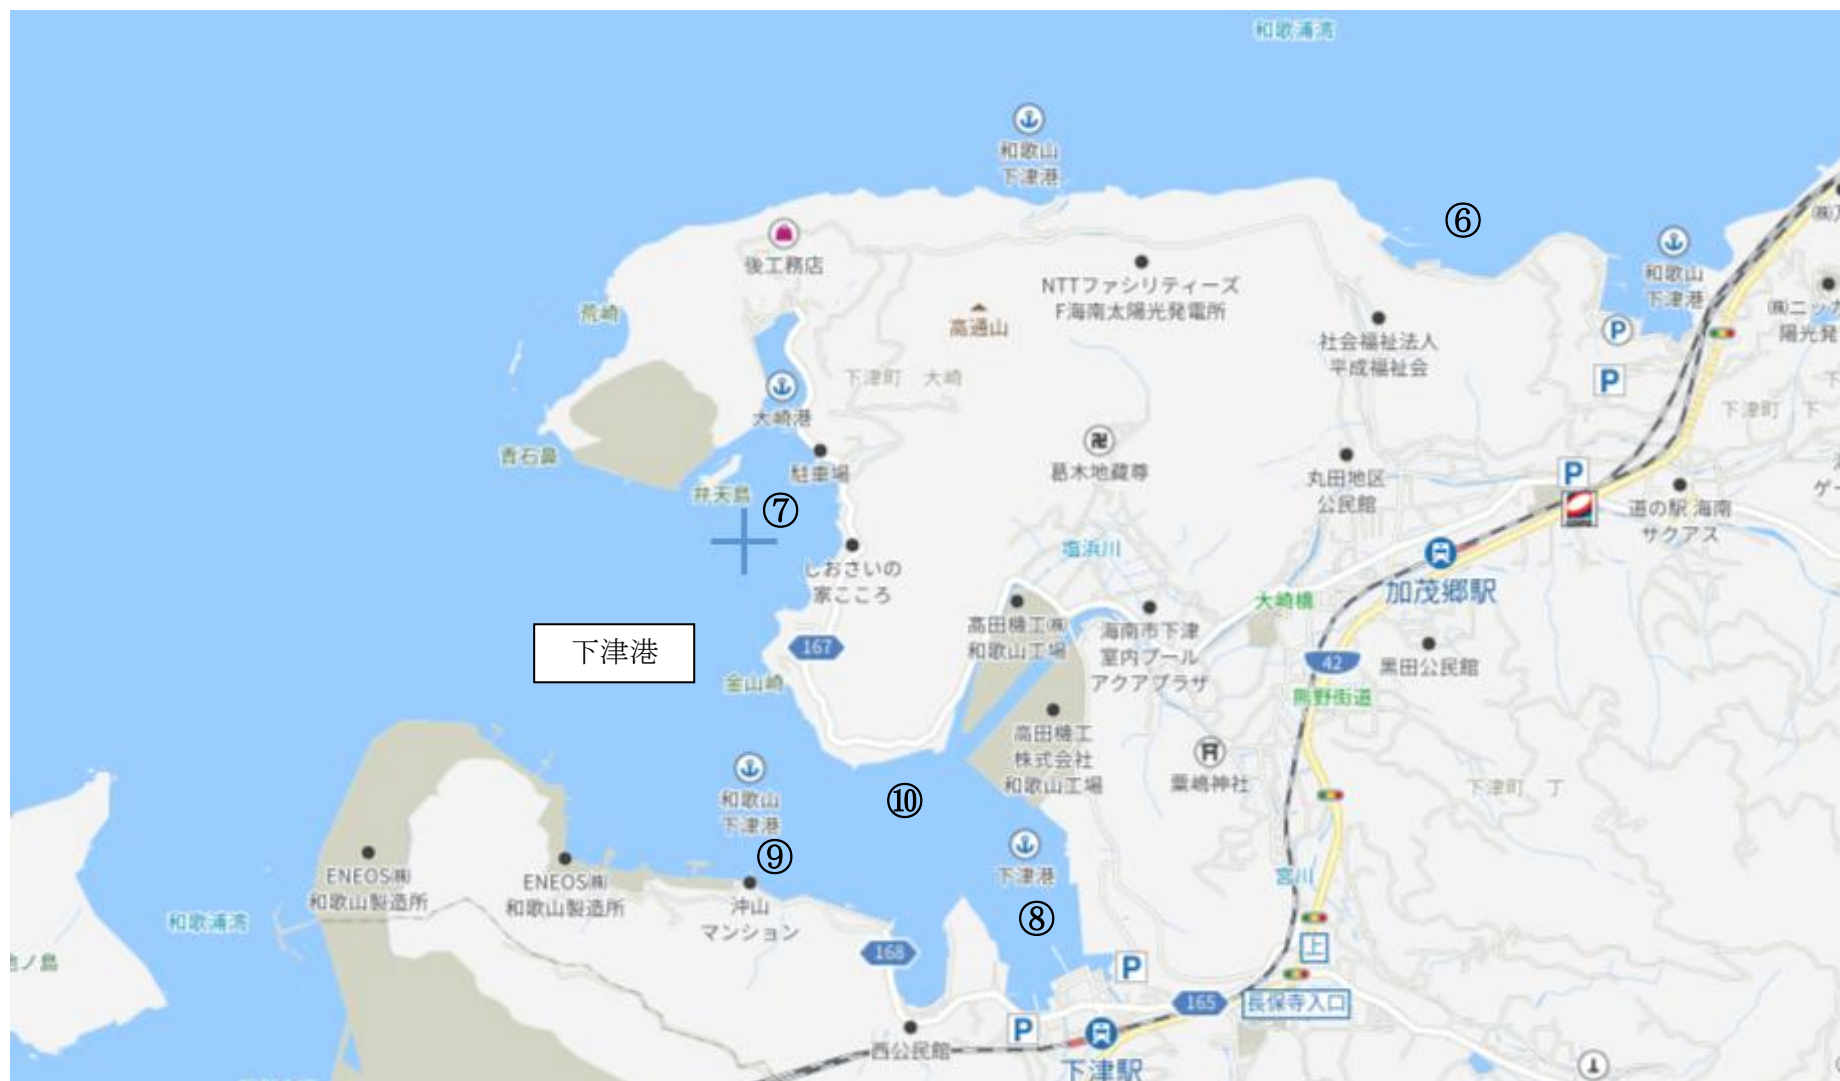 和歌浦湾
和歌山
下津港
⑥
後工務店
NTTファシリティーズ
F海南太陽光発電所
和歌山
下津港
荒崎
高通山
社会福祉法人
平成福祉会
P
P
下津町 大崎
大崎港
下津町 下
青石鼻
駐車場
弁天島
⑦
葛木地蔵尊
丸田地区
公民館
P
道の駅 海南
サクアス
しおさいの
家こころ
塩浜川
加茂郷駅
大崎橋
高田機工㈱
和歌山工場
海南市下津
室内プール
アクアプラザ
下津港
167
42
黒田公民館
金山崎
熊野街道
高田機工
株式会社
和歌山工場
粟嶋神社
下津町 丁
和歌山
下津港
⑩
⑨
下津港
ENEOS㈱
和歌山製造所
ENEOS㈱
和歌山製造所
沖山
マンション
宮川
⑧
和歌浦湾
168
上
P
165
長保寺入口
西公民館
P
下津駅